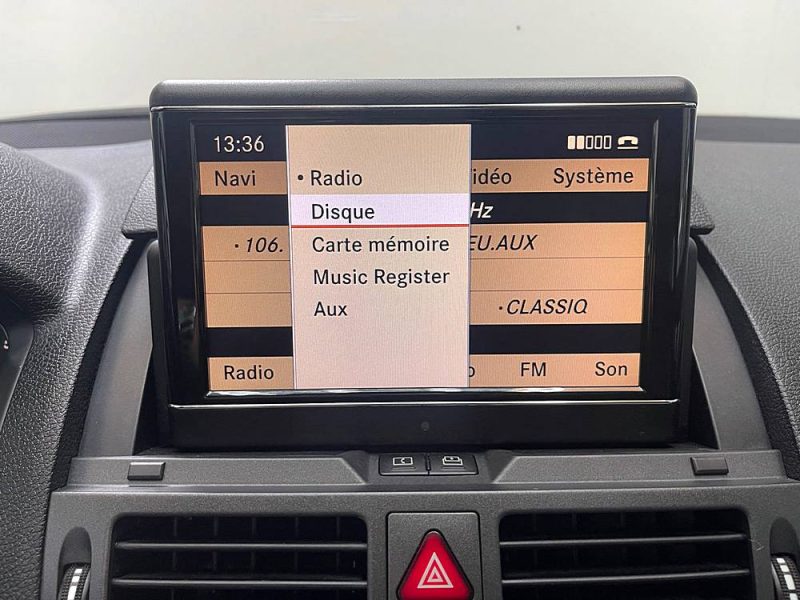 13:36
Navi • Radio idéo Système
Disque Hz
• 106. Carte mémoire EU.AUX
Music Register
Aux • CLASSIQ
Radio o FM Son